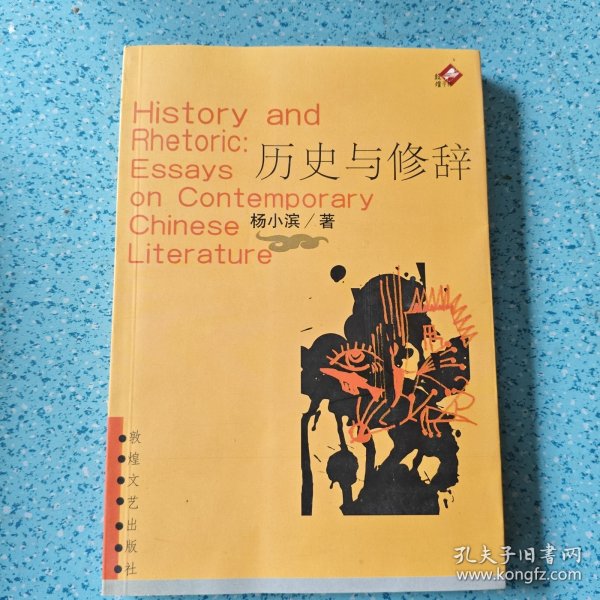 History and
Rhetoric:
Essays
on Contemporary
Chinese
Literature
历史与修辞
杨小滨/著
敦煌文艺出版社
孔夫子旧书网
www.kongfz.com